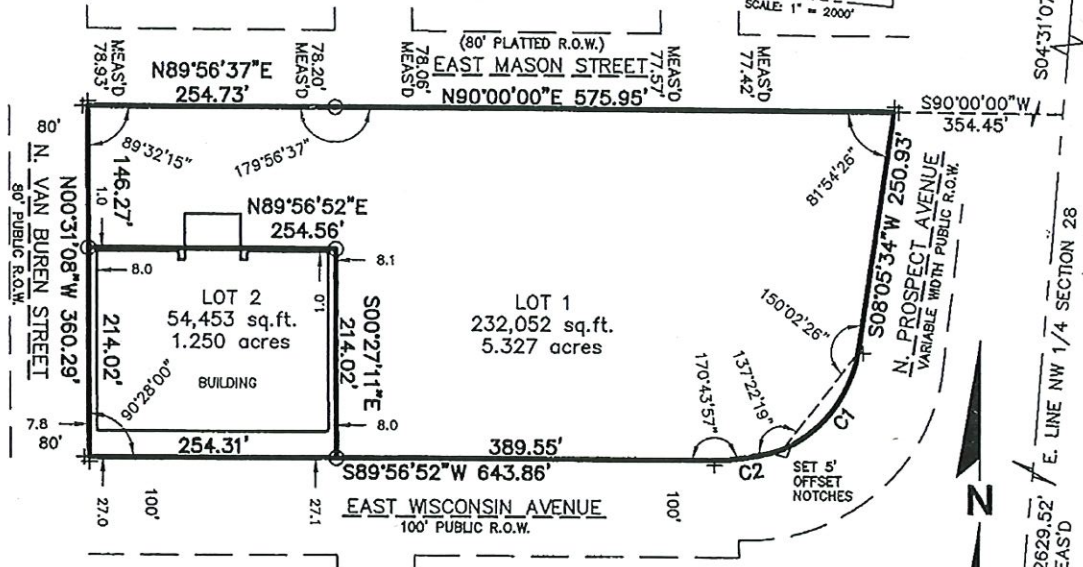 SCALE: 1" = 2000'
S04°31'07
MEAS'D
78.93'
N89°56'37"E
254.73'
78.20'
MEAS'D
78.06'
MEAS'D
(80' PLATTED R.O.W.)
EAST MASON STREET
N90°00'00"E 575.95'
MEAS'D
77.57'
MEAS'D
77.42'
S90°00'00"W
354.45'
80'
N. VAN BUREN STREET
80' PUBLIC R.O.W.
N00°31'08"W 360.29'
89°32'15"
146.27'
1.0
179°56'37"
N89°56'52"E
254.56'
81°54'26"
S08°05'34"W 250.93'
N. PROSPECT AVENUE
VARIABLE WIDTH PUBLIC R.O.W.
E. LINE NW 1/4 SECTION 28
8.0
1.0
8.1
LOT 2
54,453 sq.ft.
1.250 acres
BUILDING
214.02'
S00°27'11"E
214.02'
LOT 1
232,052 sq.ft.
5.327 acres
150°02'26"
137°22'19"
170°43'57"
C1
90°28'00"
7.8
80'
254.31'
8.0
389.55'
S89°56'52"W 643.86'
C2
SET 5'
OFFSET
NOTCHES
27.0
100'
27.1
EAST WISCONSIN AVENUE
100' PUBLIC R.O.W.
100'
N
2629.52'
EAS'D